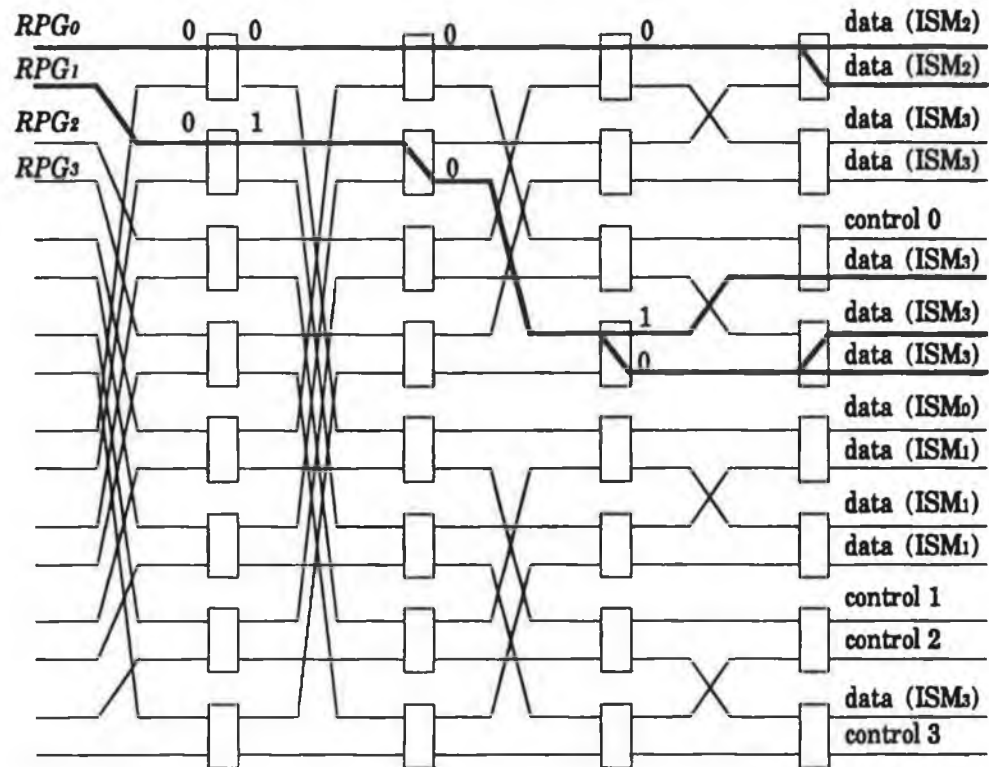 RPG₀ 0 0 0 0 data (ISM₂)
RPG₁ data (ISM₂)
RPG₂ 0 1 data (ISM₃)
RPG₃ 0 data (ISM₃)
control 0
data (ISM₃)
1 data (ISM₃)
0 data (ISM₃)
data (ISM₀)
data (ISM₁)
data (ISM₁)
data (ISM₁)
control 1
control 2
data (ISM₃)
control 3